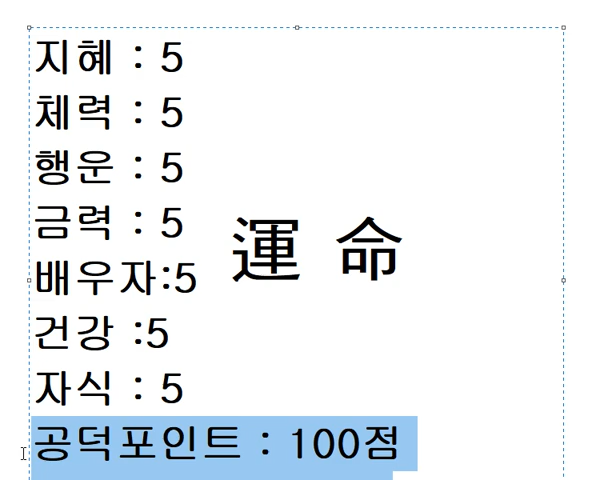 지혜 : 5
체력 : 5
행운 : 5
금력 : 5
運 命
배우자:5
건강 :5
자식 : 5
공덕포인트 : 100점